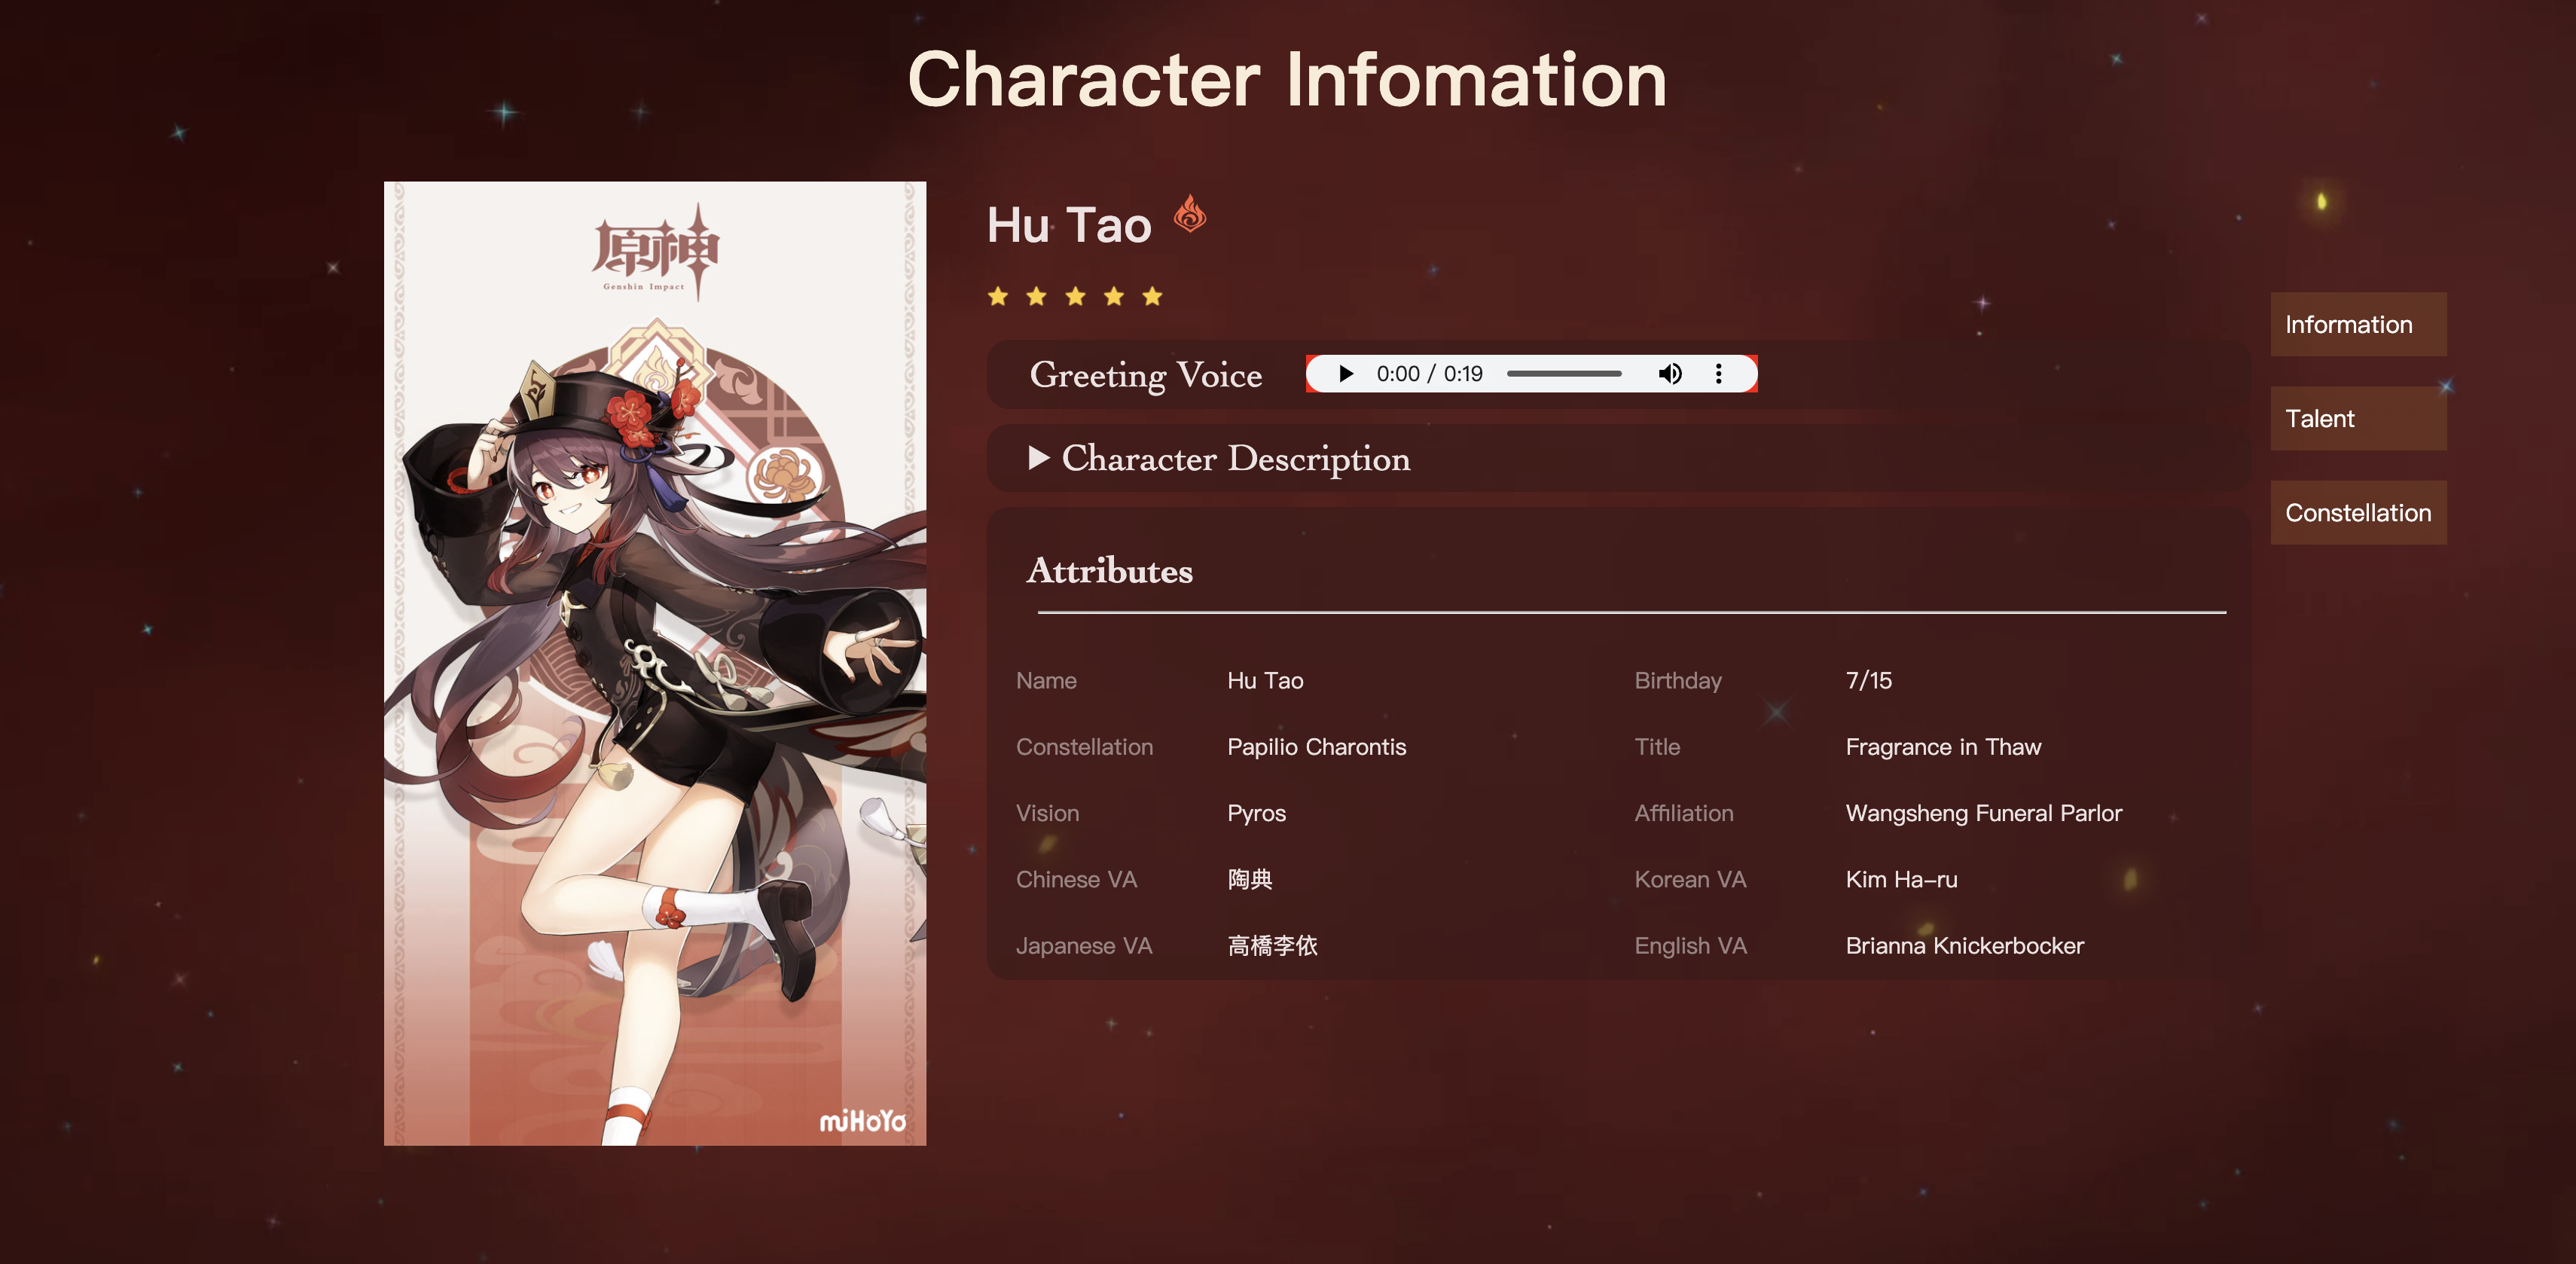 Character Infomation
原神
Genshin Impact
miHoYo
Hu Tao
Greeting Voice
0:00 / 0:19
Character Description
Attributes
Name Hu Tao Birthday 7/15
Constellation Papilio Charontis Title Fragrance in Thaw
Vision Pyros Affiliation Wangsheng Funeral Parlor
Chinese VA 陶典 Korean VA Kim Ha-ru
Japanese VA 高橋李依 English VA Brianna Knickerbocker
Information
Talent
Constellation